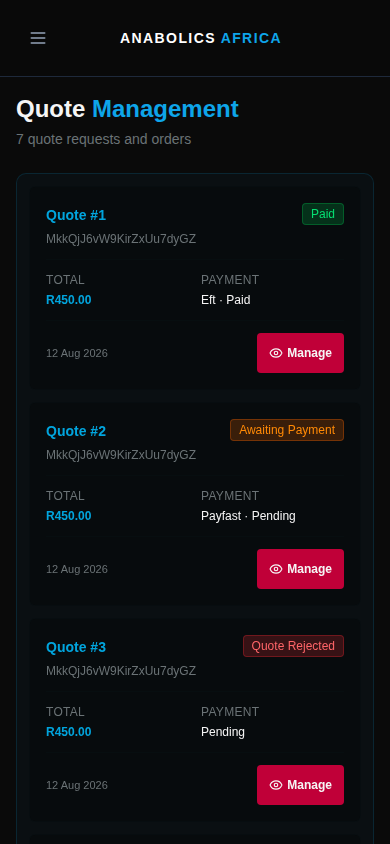 ANABOLICS AFRICA
Quote Management
7 quote requests and orders
Quote #1
Paid
MkkQjJ6vW9KirZxUu7dyGZ
TOTAL
PAYMENT
R450.00
Eft · Paid
12 Aug 2026
Manage
Quote #2
Awaiting Payment
MkkQjJ6vW9KirZxUu7dyGZ
TOTAL
PAYMENT
R450.00
Payfast · Pending
12 Aug 2026
Manage
Quote #3
Quote Rejected
MkkQjJ6vW9KirZxUu7dyGZ
TOTAL
PAYMENT
R450.00
Pending
12 Aug 2026
Manage